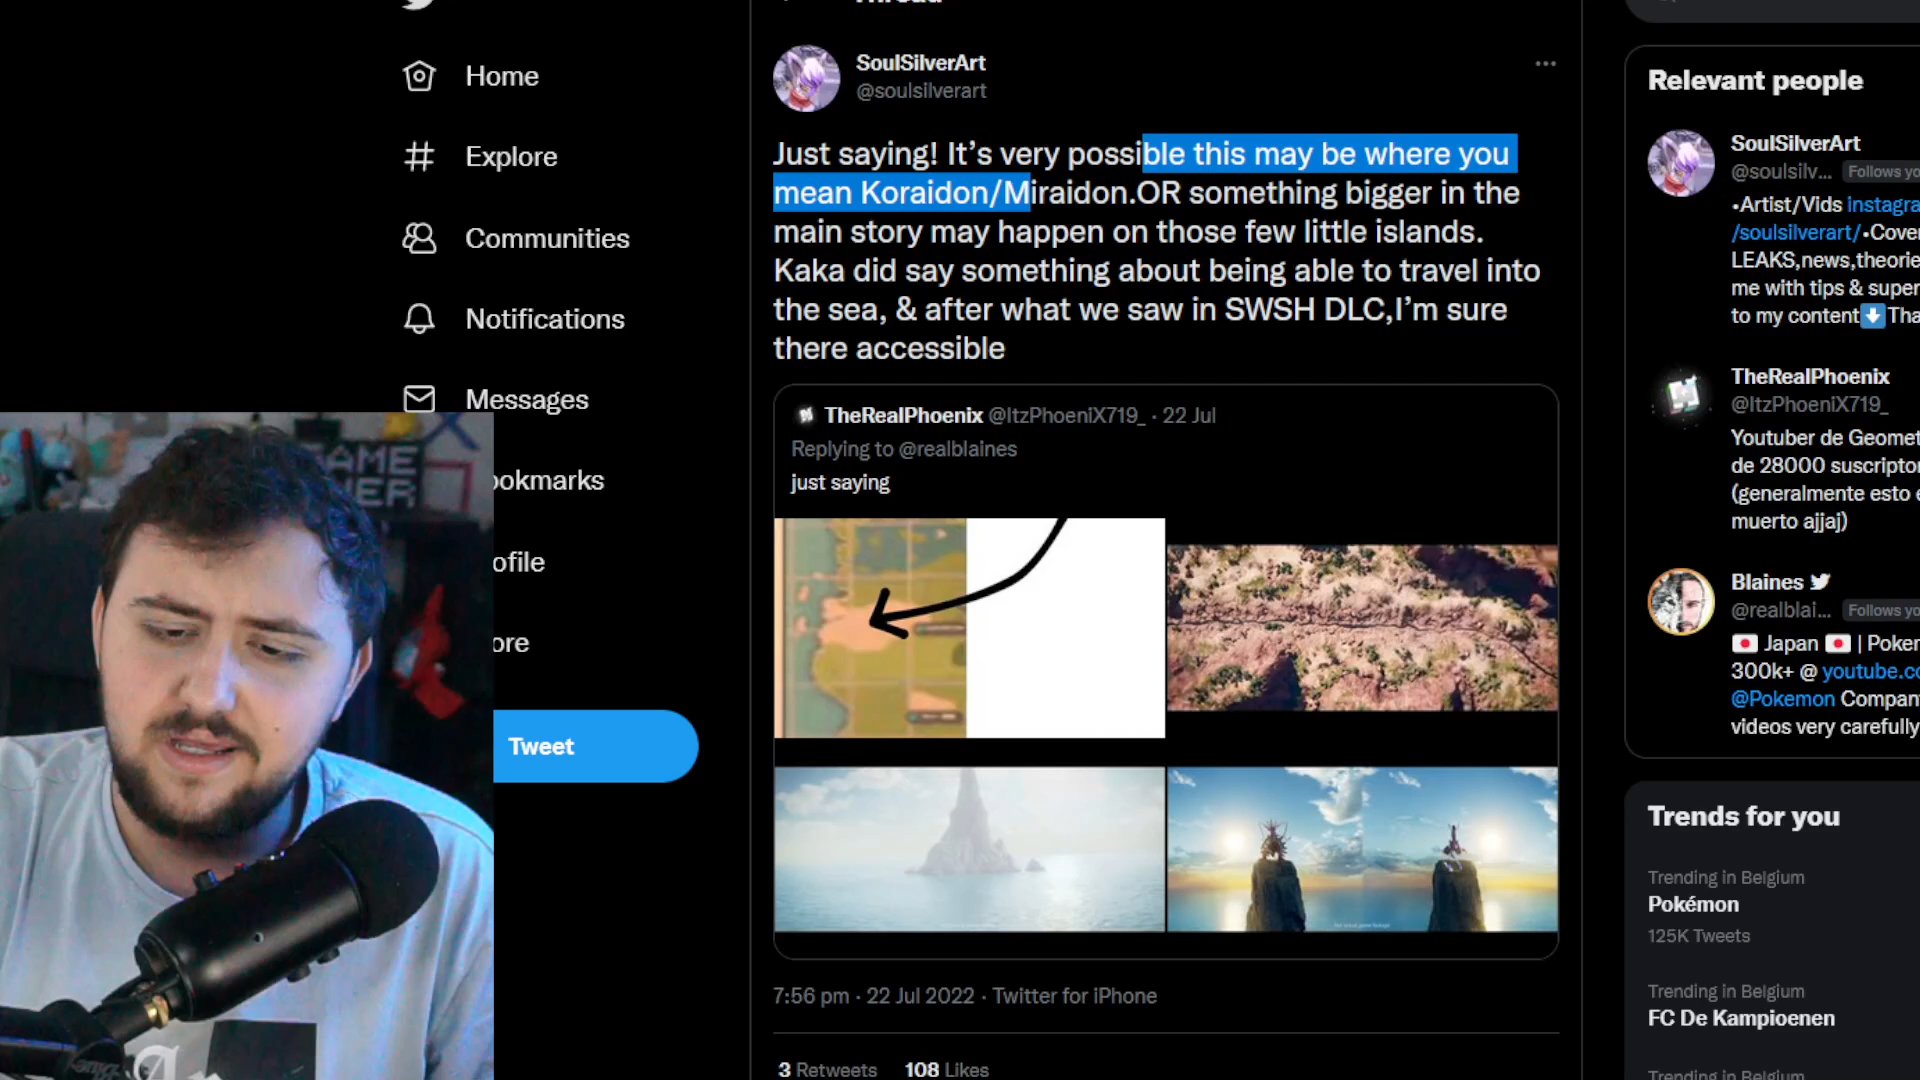 Home
Explore
Communities
Notifications
Messages
ookmarks
ofile
ore
Tweet
Thread
SoulSilverArt
@soulsilverart
Just saying! It’s very possible this may be where you
mean Koraidon/Miraidon.OR something bigger in the
main story may happen on those few little islands.
Kaka did say something about being able to travel into
the sea, & after what we saw in SWSH DLC,I’m sure
there accessible
TheRealPhoenix @ItzPhoeniX719_ · 22 Jul
Replying to @realblaines
just saying
7:56 pm · 22 Jul 2022 · Twitter for iPhone
3 Retweets 108 Likes
Relevant people
SoulSilverArt
@soulsilv... Follows yo
•Artist/Vids instagra
/soulsilverart/•Cover
LEAKS,news,theorie
me with tips & super
to my content⬇Tha
TheRealPhoenix
@ItzPhoeniX719_
Youtuber de Geomet
de 28000 suscriptor
(generalmente esto e
muerto ajjaj)
Blaines
@realblai... Follows yo
🇯🇵 Japan 🇯🇵 | Poker
300k+ @ youtube.co
@Pokemon Compan
videos very carefully
Trends for you
Trending in Belgium
Pokémon
125K Tweets
Trending in Belgium
FC De Kampioenen
Trending in Belgium
GAME